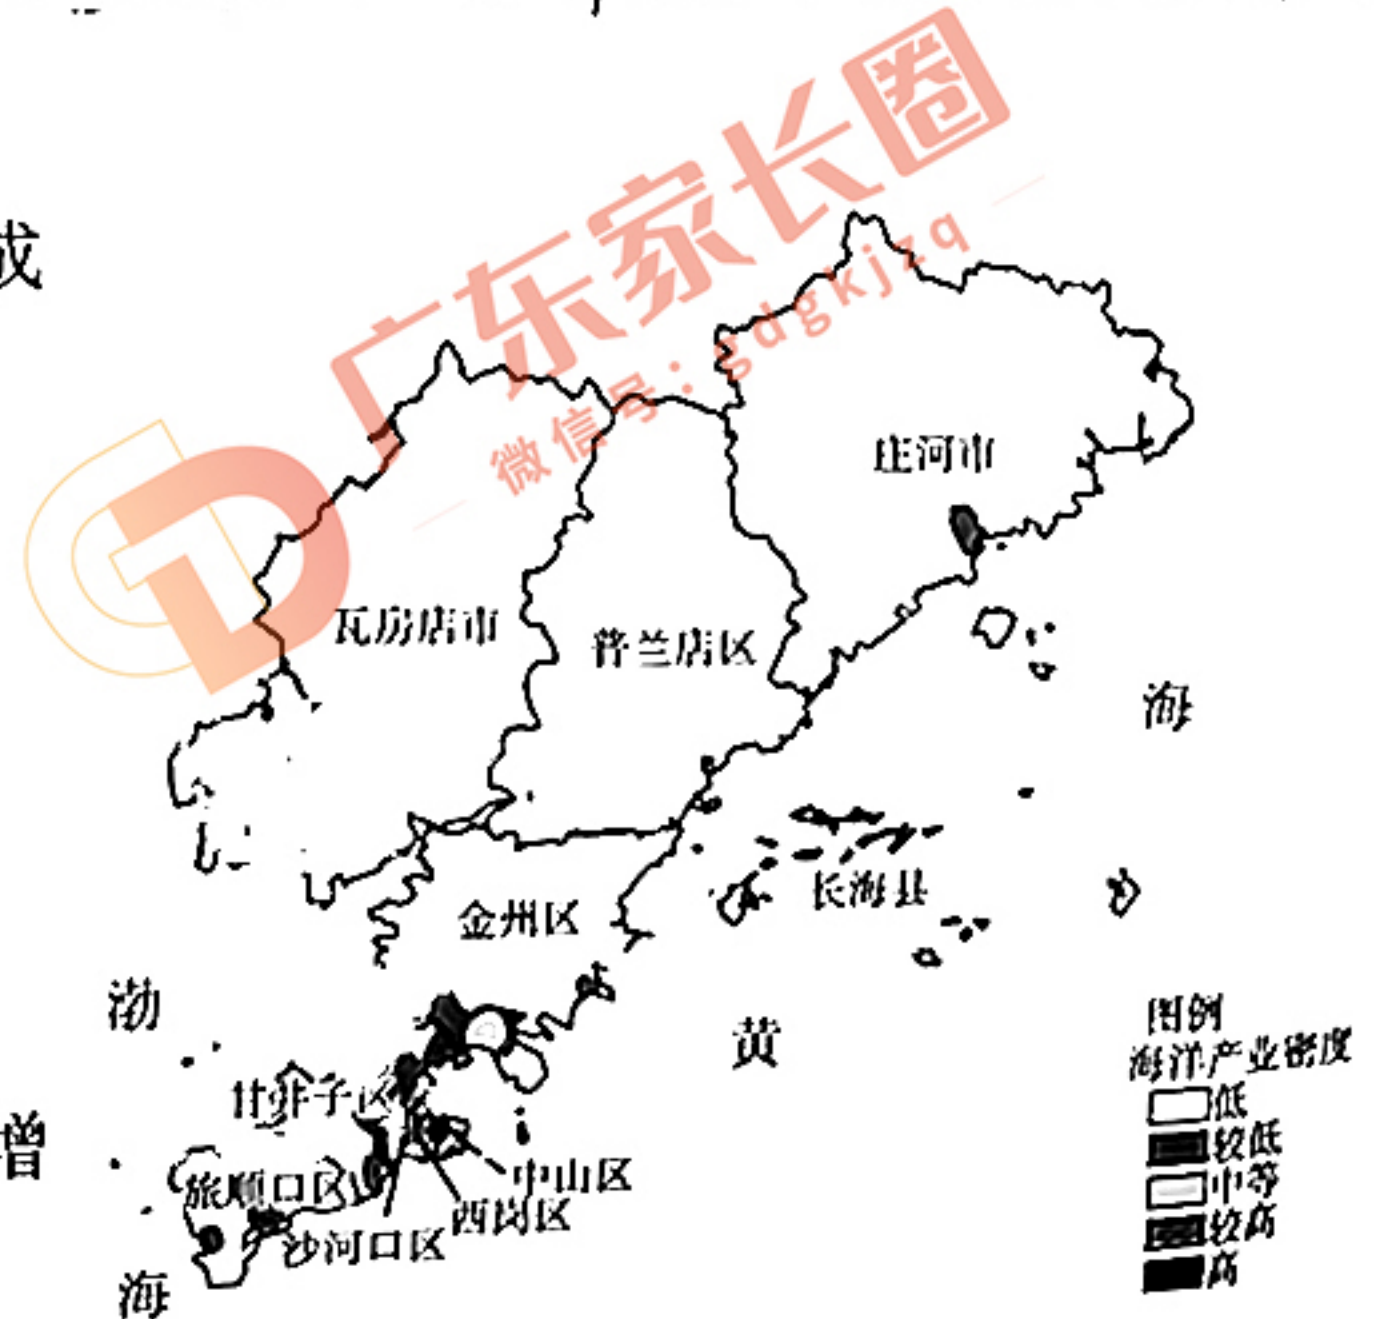 广东家长圈
微信号：gdgkjzq
庄河市
瓦房店市
普兰店区
海
长海县
金州区
渤
黄
图例
海洋产业密度
低
较低
中等
较高
高
甘井子区
增
中山区
旅顺口区
西岗区
沙河口区
海